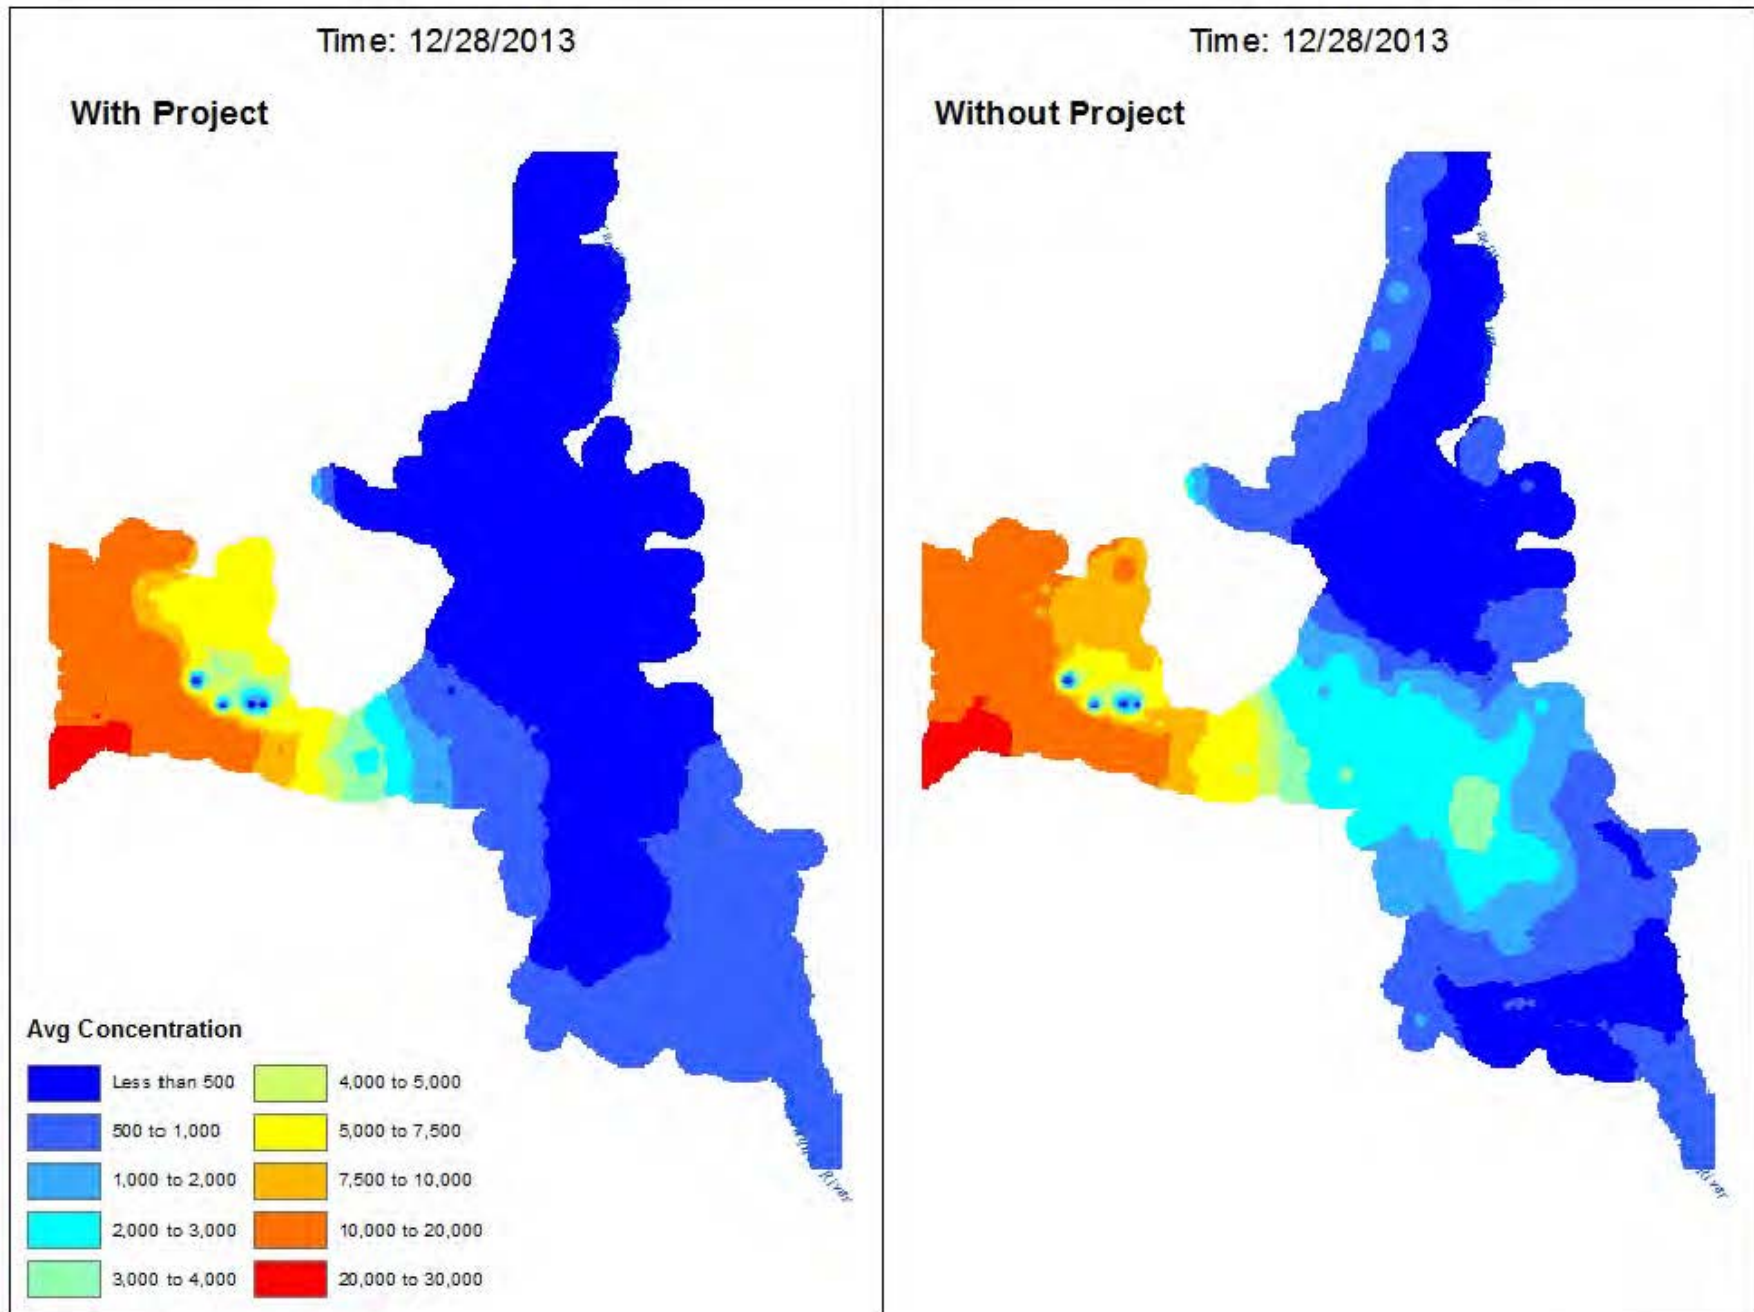 Time: 12/28/2013
With Project
Time: 12/28/2013
Without Project
Avg Concentration
Less than 500
500 to 1,000
1,000 to 2,000
2,000 to 3,000
3,000 to 4,000
4,000 to 5,000
5,000 to 7,500
7,500 to 10,000
10,000 to 20,000
20,000 to 30,000
River
River